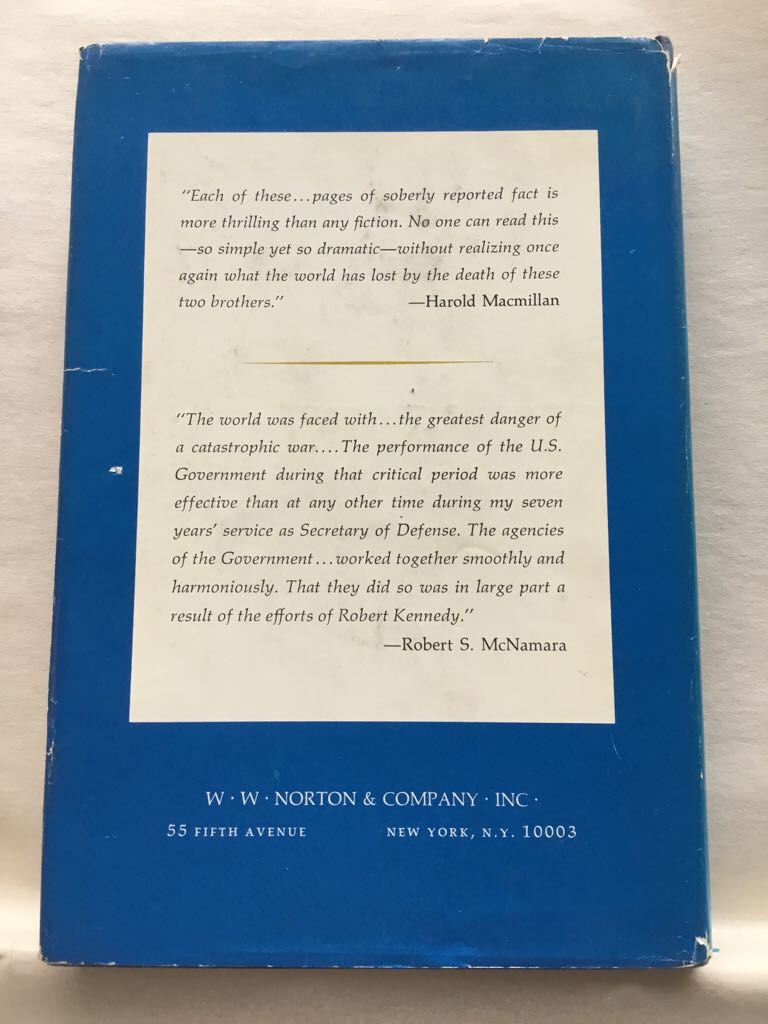 “Each of these...pages of soberly reported fact is
more thrilling than any fiction. No one can read this
—so simple yet so dramatic—without realizing once
again what the world has lost by the death of these
two brothers.” —Harold Macmillan
“The world was faced with...the greatest danger of
a catastrophic war....The performance of the U.S.
Government during that critical period was more
effective than at any other time during my seven
years’ service as Secretary of Defense. The agencies
of the Government...worked together smoothly and
harmoniously. That they did so was in large part a
result of the efforts of Robert Kennedy.”
—Robert S. McNamara
W · W · NORTON & COMPANY · INC ·
55 FIFTH AVENUE NEW YORK, N.Y. 10003